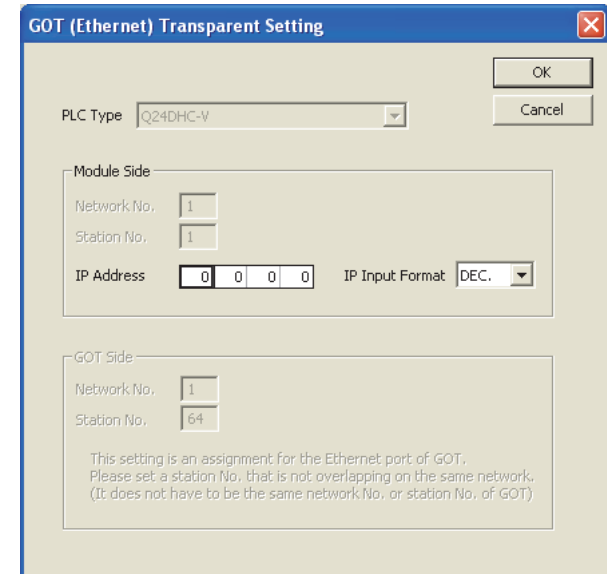 GOT (Ethernet) Transparent Setting
OK
PLC Type Q24DHC-V
Cancel
Module Side
Network No. 1
Station No. 1
IP Address 0 0 0 0 IP Input Format DEC.
GOT Side
Network No. 1
Station No. 64
This setting is an assignment for the Ethernet port of GOT.
Please set a station No. that is not overlapping on the same network.
(It does not have to be the same network No. or station No. of GOT)